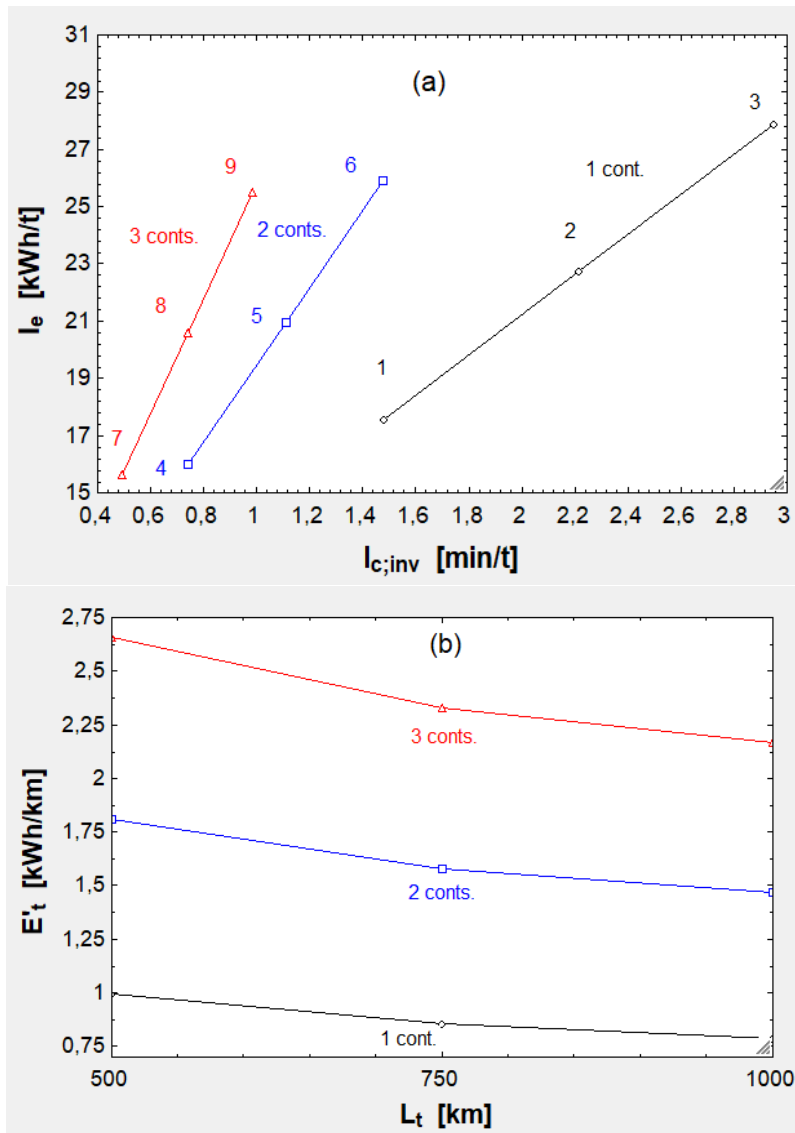 31
(a)
29
3
27
9
6
1 cont.
25
3 conts.
2 conts.
2
23
8
5
21
19
1
17
7
4
15
0,4 0,6 0,8 1 1,2 1,4 1,6 1,8 2 2,2 2,4 2,6 2,8 3
I_e [kWh/t]
I_c;inv [min/t]
2,75
(b)
2,5
2,25
3 conts.
2
1,75
1,5
2 conts.
1,25
1
1 cont.
0,75
500 750 1000
E'_t [kWh/km]
L_t [km]